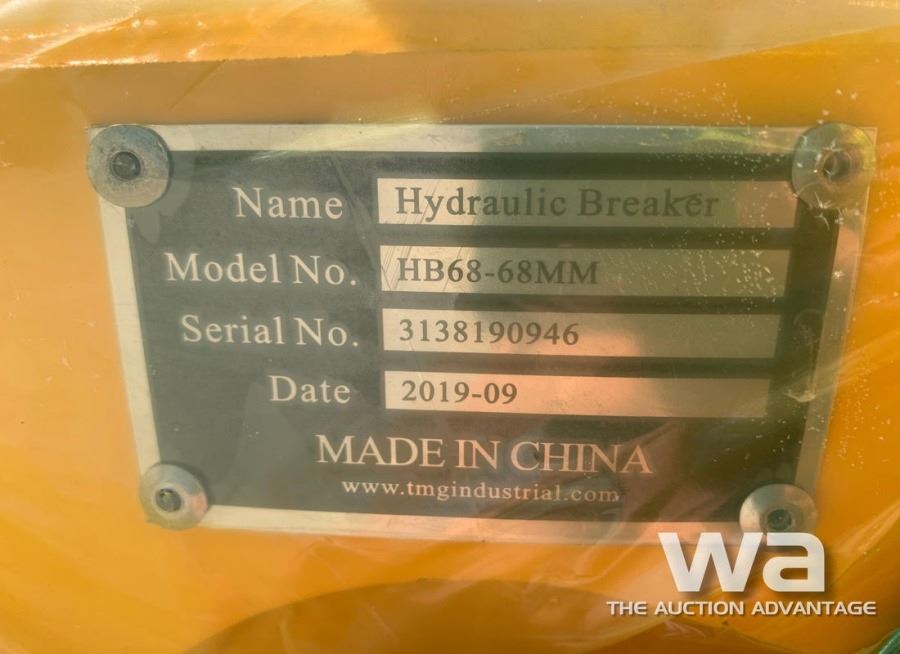 Name Hydraulic Breaker
Model No. HB68-68MM
Serial No. 3138190946
Date 2019-09
MADE IN CHINA
www.tmgindustrial.com
wa
THE AUCTION ADVANTAGE